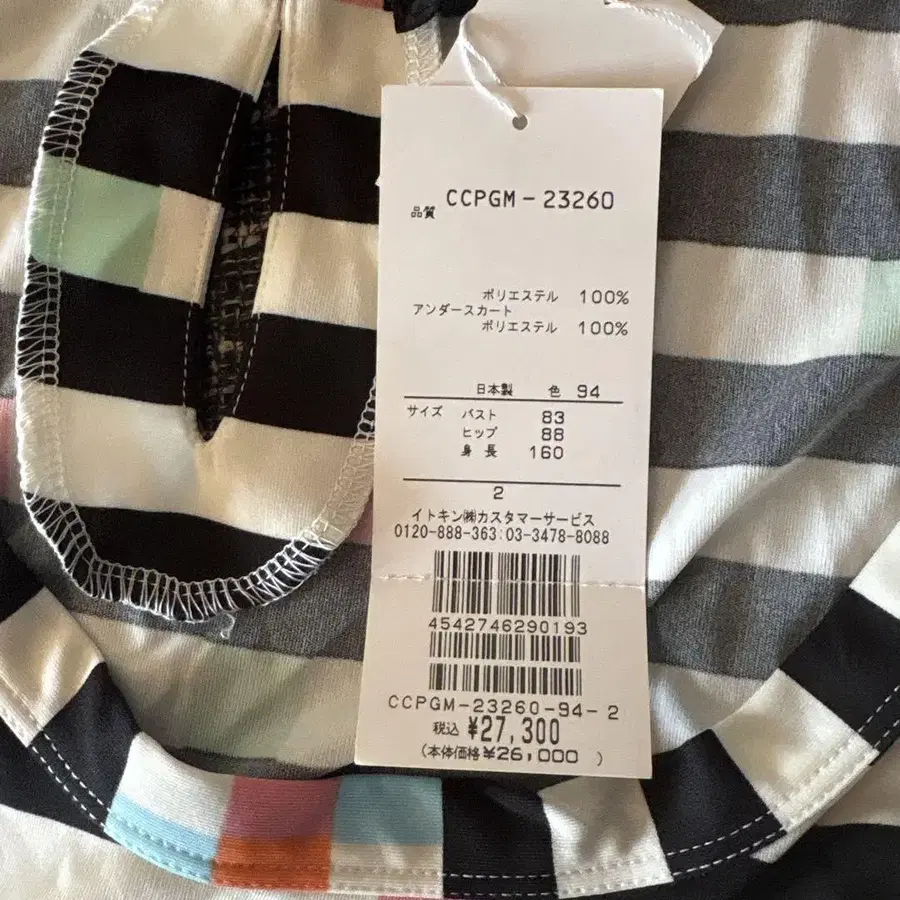 CCPGM-23260
品質
ポリエステル 100%
アンダースカート
ポリエステル 100%
日本製 色 94
サイズ バスト 83
ヒップ 88
身長 160
2
イトキン㈱カスタマーサービス
0120-888-363:03-3478-8088
4542746290193
CCPGM-23260-94-2
税込 ¥27,300
(本体価格¥26,000 )